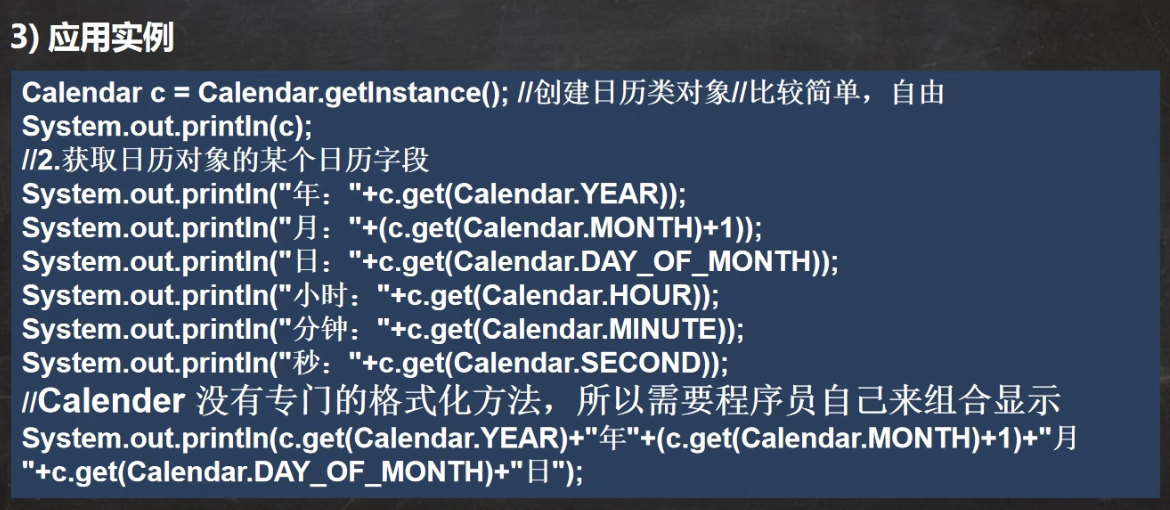 3) 应用实例
Calendar c = Calendar.getInstance(); //创建日历类对象//比较简单，自由
System.out.println(c);
//2.获取日历对象的某个日历字段
System.out.println("年："+c.get(Calendar.YEAR));
System.out.println("月："+(c.get(Calendar.MONTH)+1));
System.out.println("日："+c.get(Calendar.DAY_OF_MONTH));
System.out.println("小时："+c.get(Calendar.HOUR));
System.out.println("分钟："+c.get(Calendar.MINUTE));
System.out.println("秒："+c.get(Calendar.SECOND));
//Calender 没有专门的格式化方法，所以需要程序员自己来组合显示
System.out.println(c.get(Calendar.YEAR)+"年"+(c.get(Calendar.MONTH)+1)+"月
"+c.get(Calendar.DAY_OF_MONTH)+"日");